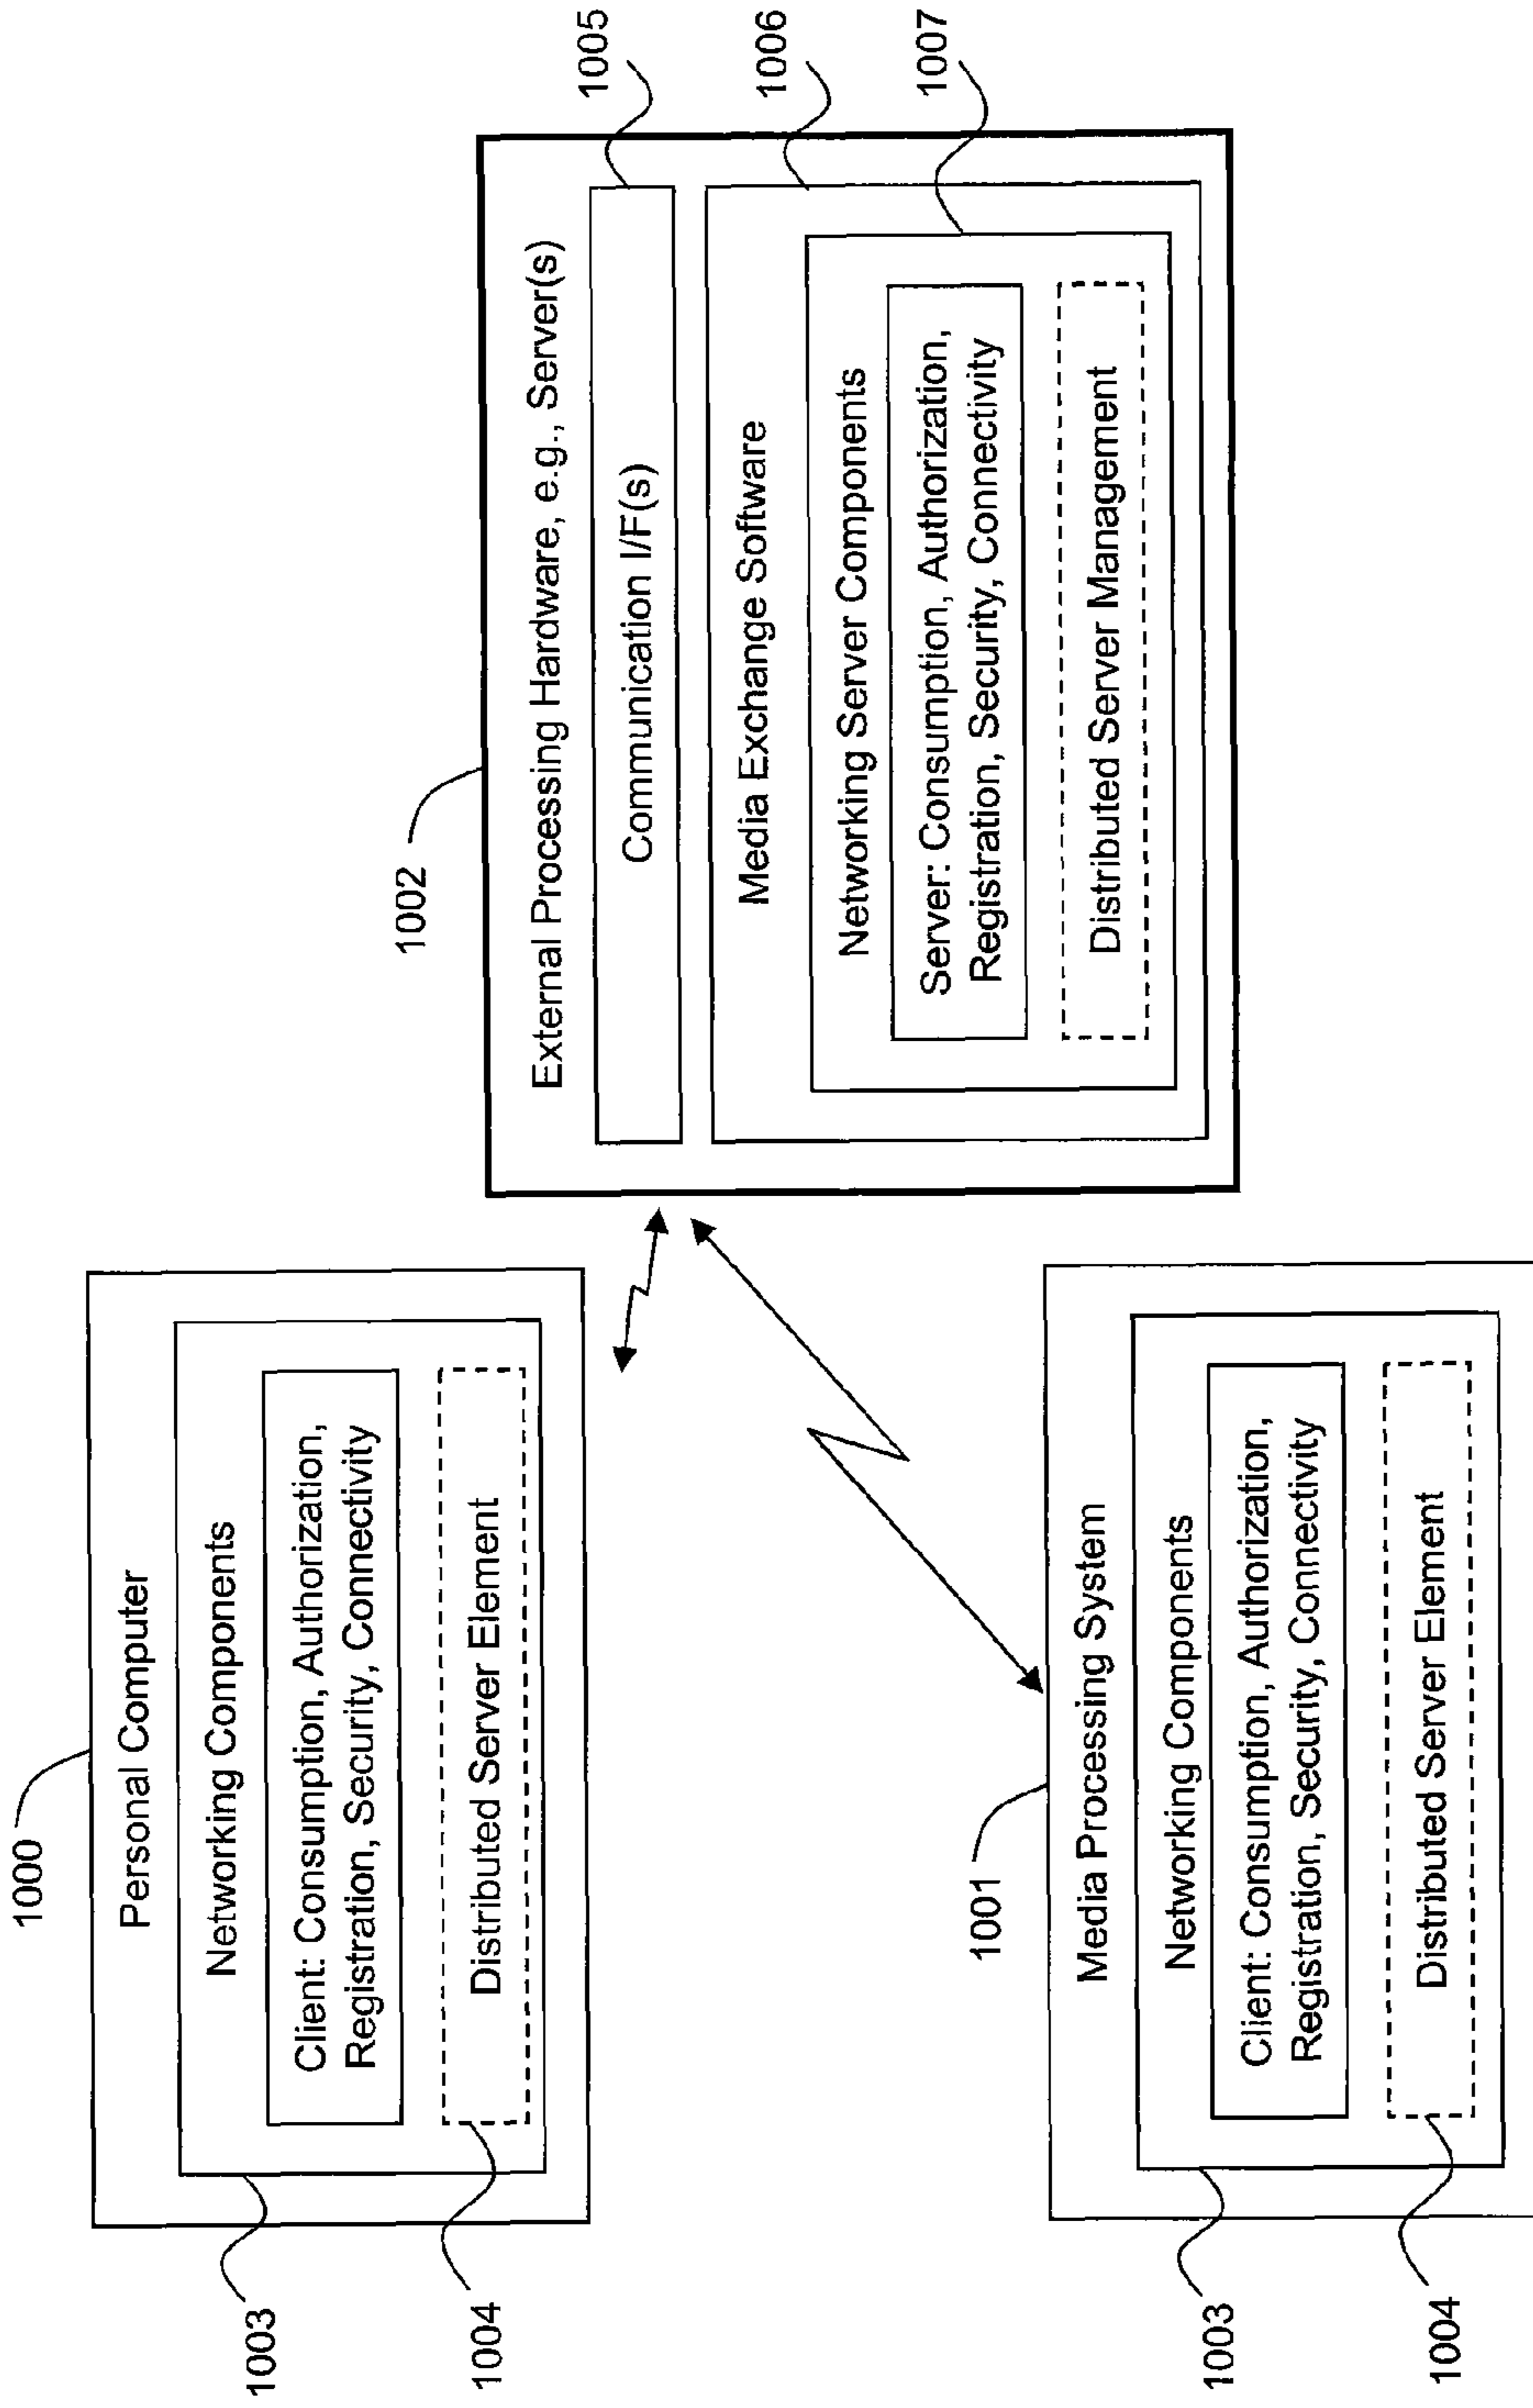 1000
Personal Computer
Networking Components
Client: Consumption, Authorization,
Registration, Security, Connectivity
Distributed Server Element
1003
1004
1001
Media Processing System
Networking Components
Client: Consumption, Authorization,
Registration, Security, Connectivity
Distributed Server Element
1003
1004
1002
External Processing Hardware, e.g., Server(s)
Communication I/F(s)
Media Exchange Software
Networking Server Components
Server: Consumption, Authorization,
Registration, Security, Connectivity
Distributed Server Management
1005
1006
1007